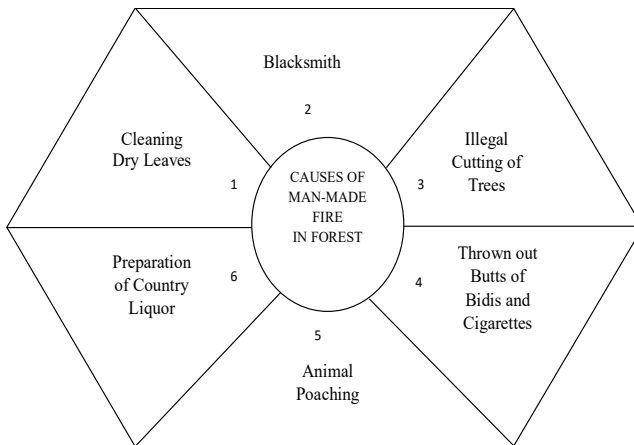 Blacksmith
2
Cleaning
Dry Leaves
1
Illegal
Cutting of
Trees
3
CAUSES OF
MAN-MADE
FIRE
IN FOREST
Preparation
of Country
Liquor
6
Thrown out
Butts of
Bidis and
Cigarettes
4
5
Animal
Poaching